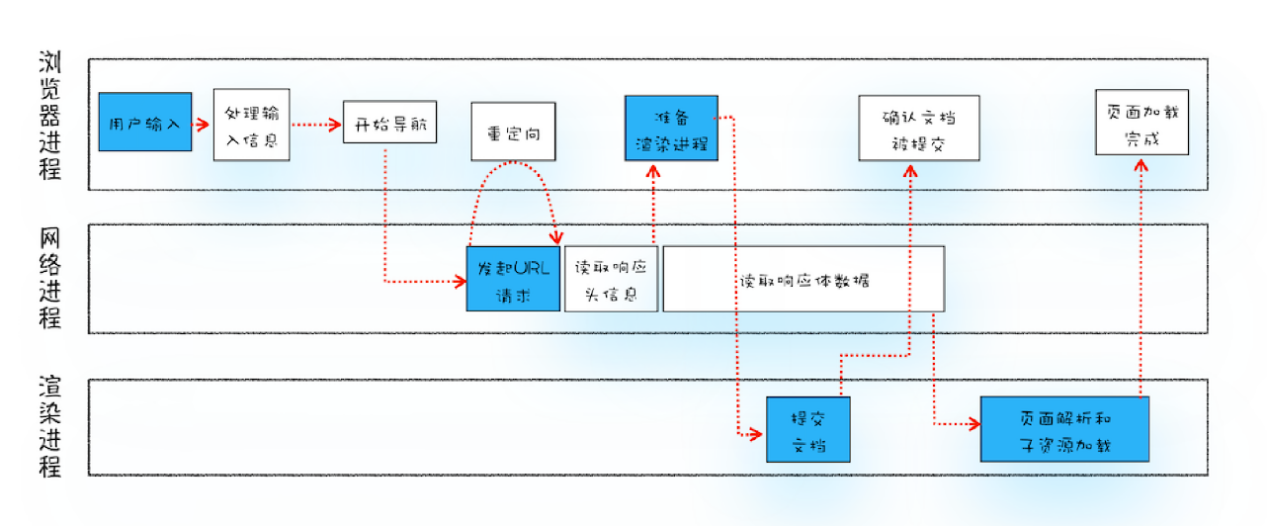 浏览器进程
用户输入
处理输
入信息
开始导航
重定向
准备
渲染进程
确认文档
被提交
页面加载
完成
网络进程
发起URL
请求
读取响应
头信息
读取响应体数据
渲染进程
提交
文档
页面解析和
子资源加载